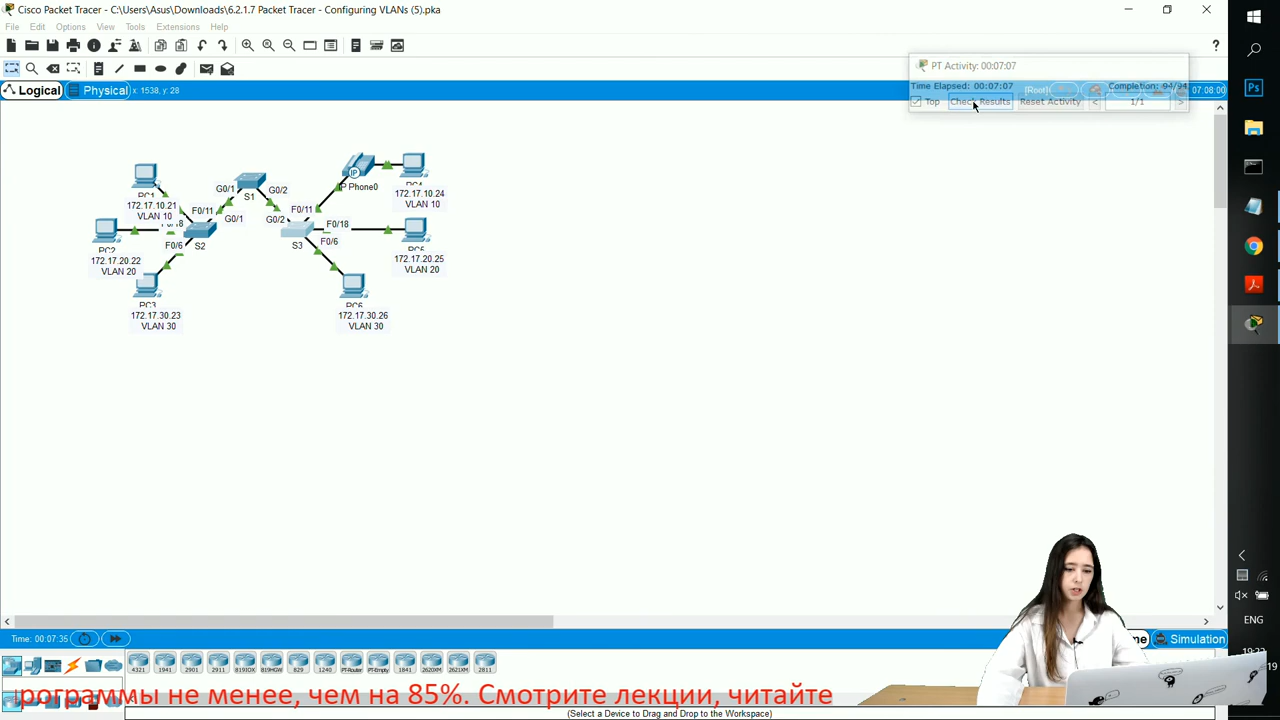 Cisco Packet Tracer - C:\Users\Asus\Downloads\6.2.1.7 Packet Tracer - Configuring VLANs (5).pka
File Edit Options View Tools Extensions Help
?
Logical Physical x: 1538, y: 28
PT Activity: 00:07:07
Time Elapsed: 00:07:07 [Root] Completion: 94/94 07:08:00
Top Check Results Reset Activity < 1/1 >
PC1
172.17.10.21
VLAN 10
G0/1
S1
G0/2
IP
IP Phone0
172.17.10.24
VLAN 10
F0/11
G0/1
F0/11
G0/2
F0/18
PC2
172.17.20.22
VLAN 20
F0/6
S2
S3
F0/6
PC5
172.17.20.25
VLAN 20
PC3
172.17.30.23
VLAN 30
PC6
172.17.30.26
VLAN 30
Time: 00:07:35
Simulation
4321 1941 2901 2911 819IOX 819HGW 829 1240 PT-Router PT-Empty 1841 2620XM 2621XM 2811
программы не менее, чем на 85%. Смотрите лекции, читайте
(Select a Device to Drag and Drop to the Workspace)
Ps
ENG